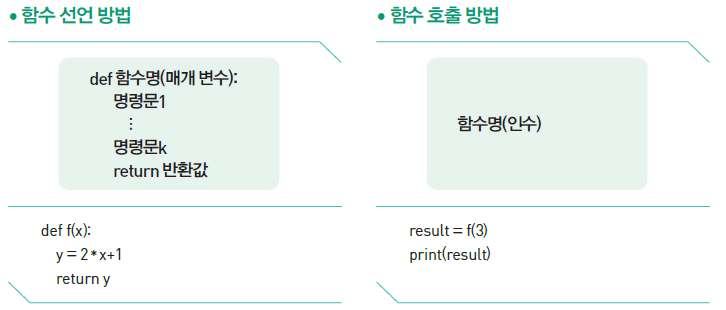 • 함수 선언 방법
def 함수명(매개 변수):
명령문1
⋮
명령문k
return 반환값
def f(x):
y = 2*x+1
return y
• 함수 호출 방법
함수명(인수)
result = f(3)
print(result)